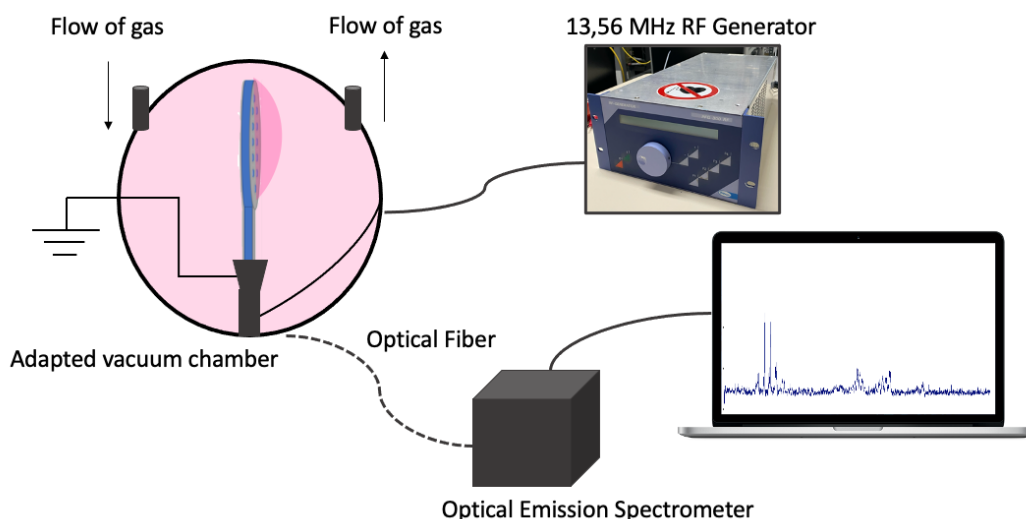 Flow of gas
Flow of gas
13,56 MHz RF Generator
Adapted vacuum chamber
Optical Fiber
Optical Emission Spectrometer